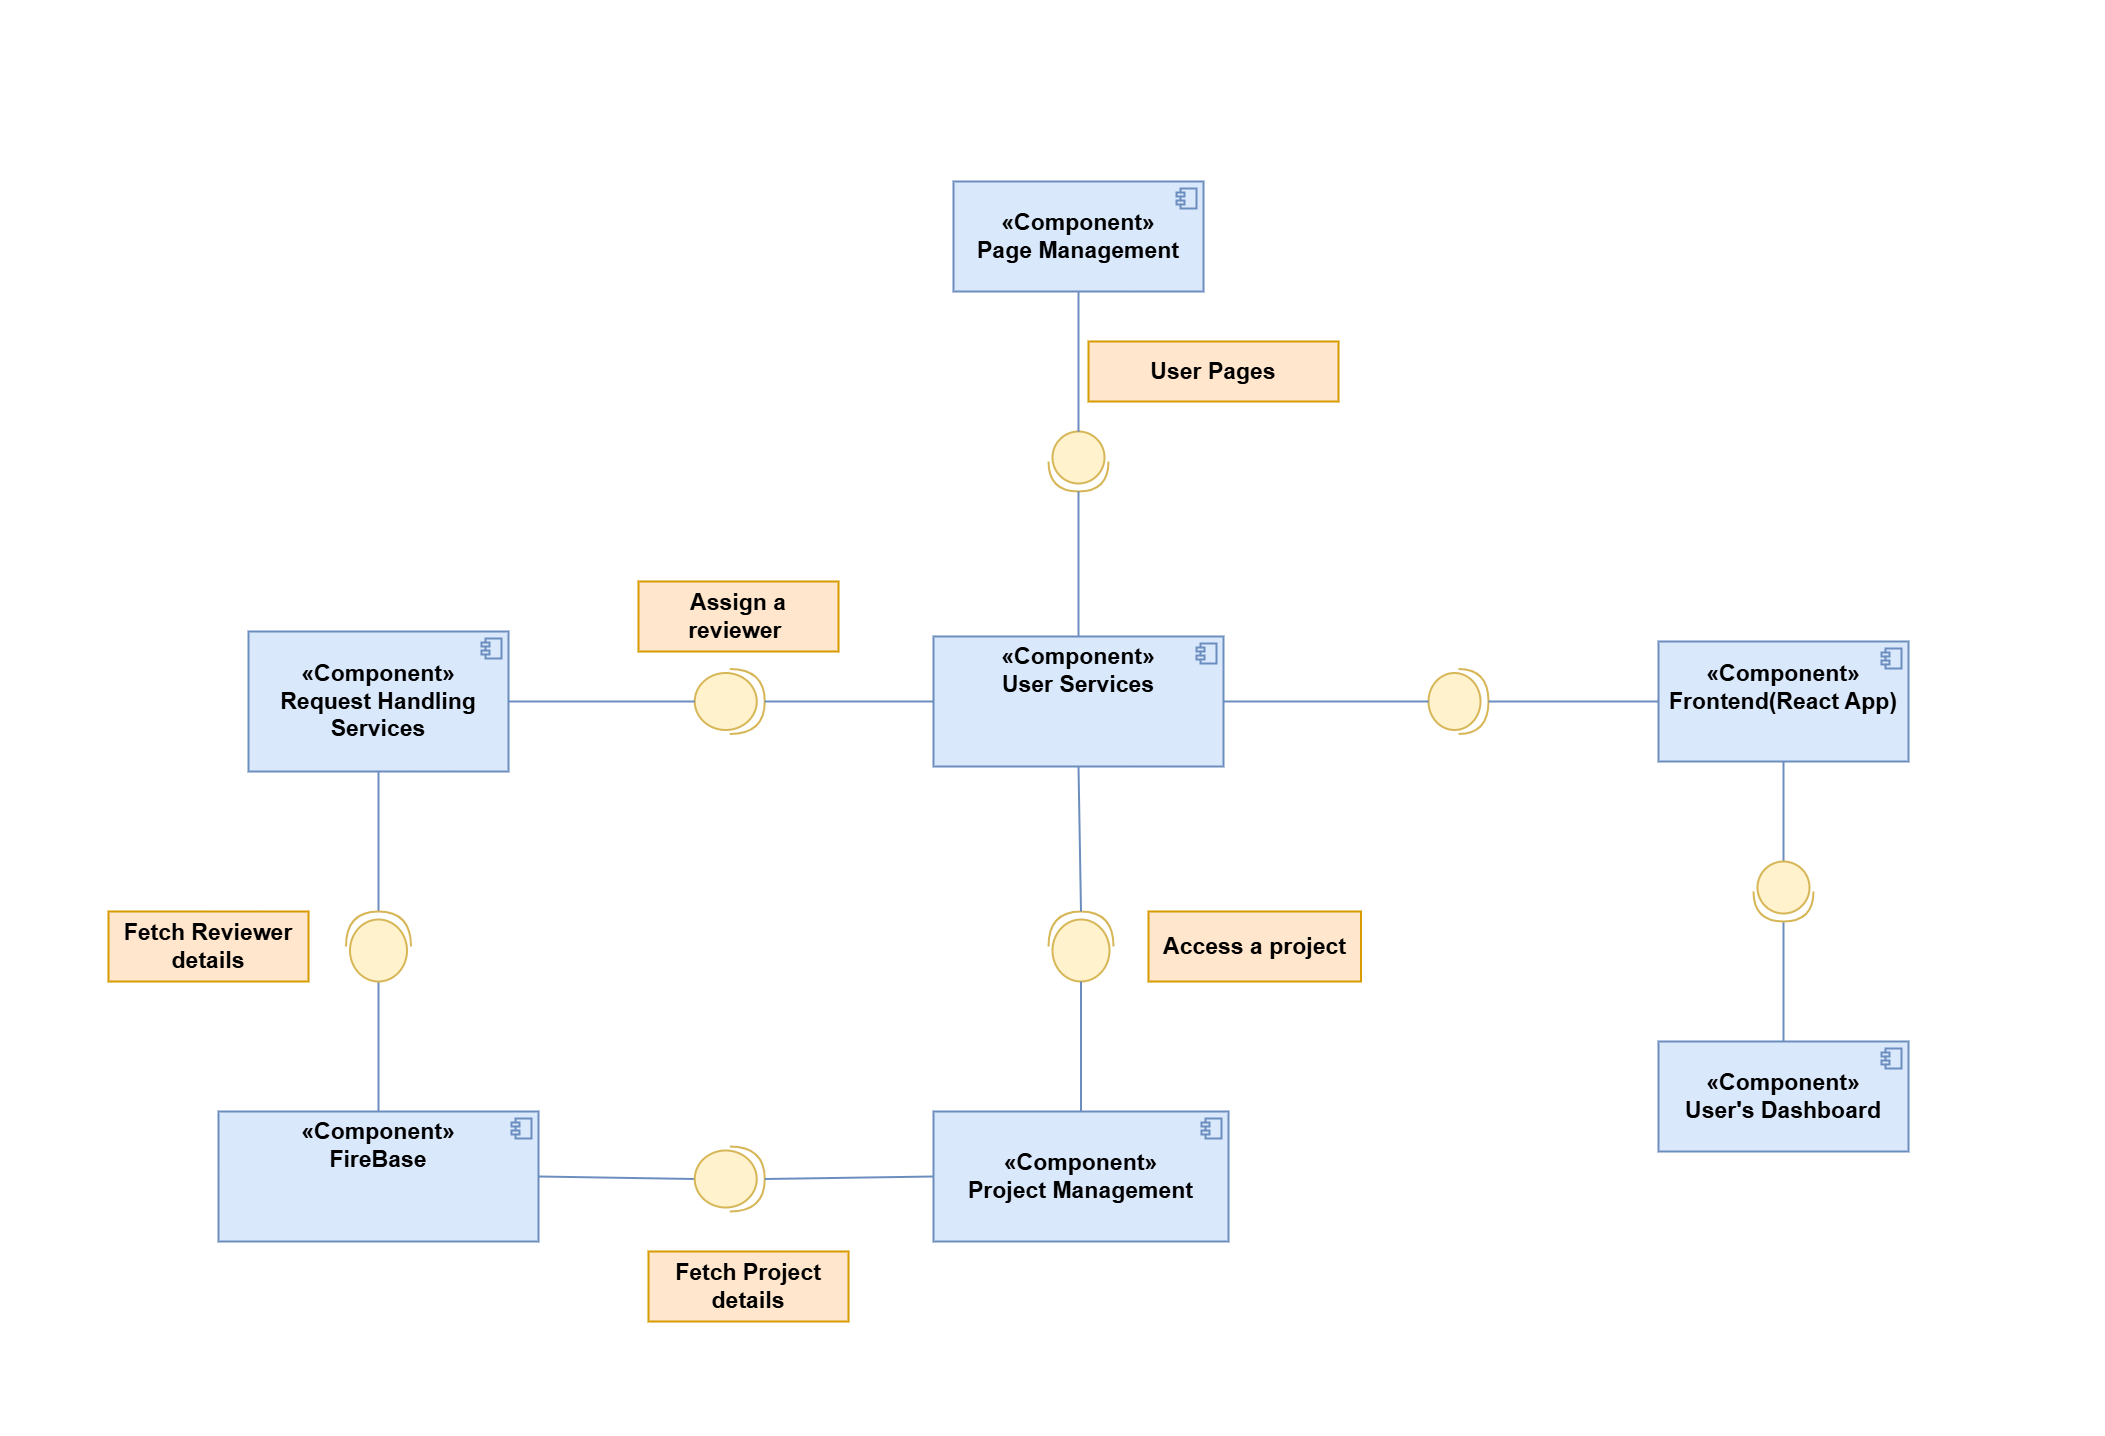 «Component»
Page Management
User Pages
Assign a
reviewer
«Component»
Request Handling
Services
«Component»
User Services
«Component»
Frontend(React App)
Fetch Reviewer
details
Access a project
«Component»
FireBase
«Component»
Project Management
«Component»
User's Dashboard
Fetch Project
details